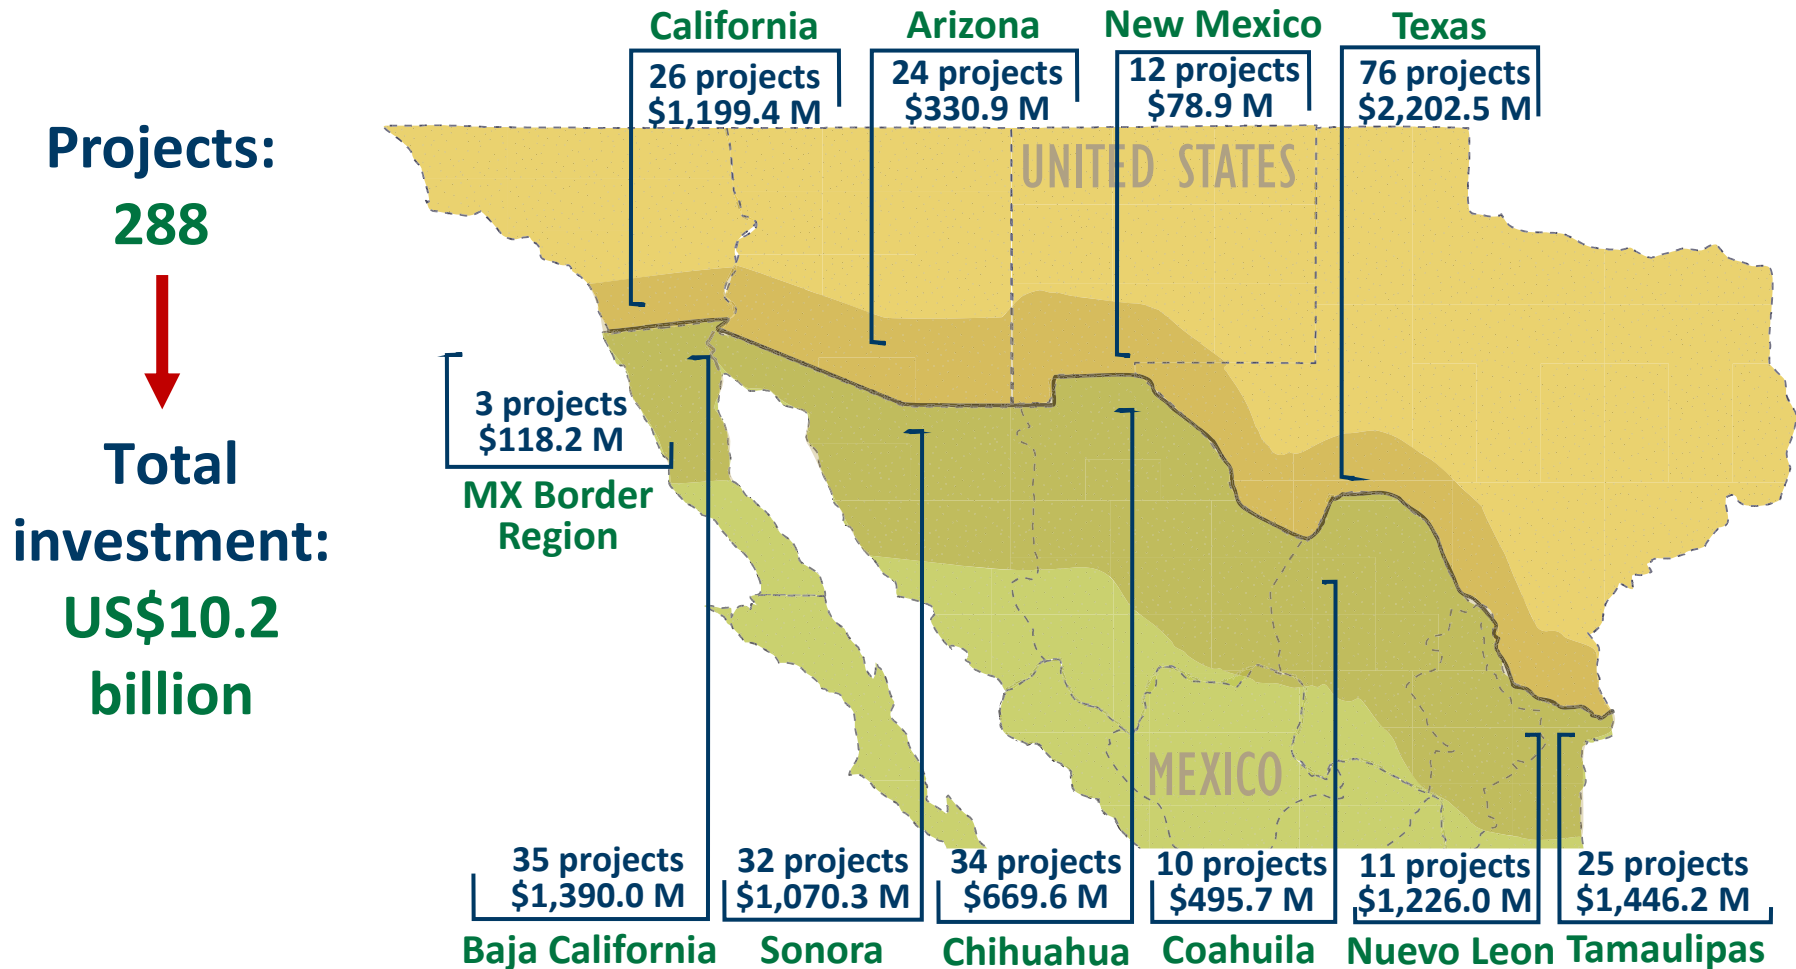 Projects:
288
Total
investment:
US$10.2
billion
California
26 projects
$1,199.4 M
Arizona
24 projects
$330.9 M
New Mexico
12 projects
$78.9 M
Texas
76 projects
$2,202.5 M
UNITED STATES
3 projects
$118.2 M
MX Border
Region
MEXICO
35 projects
$1,390.0 M
Baja California
32 projects
$1,070.3 M
Sonora
34 projects
$669.6 M
Chihuahua
10 projects
$495.7 M
Coahuila
11 projects
$1,226.0 M
Nuevo Leon
25 projects
$1,446.2 M
Tamaulipas